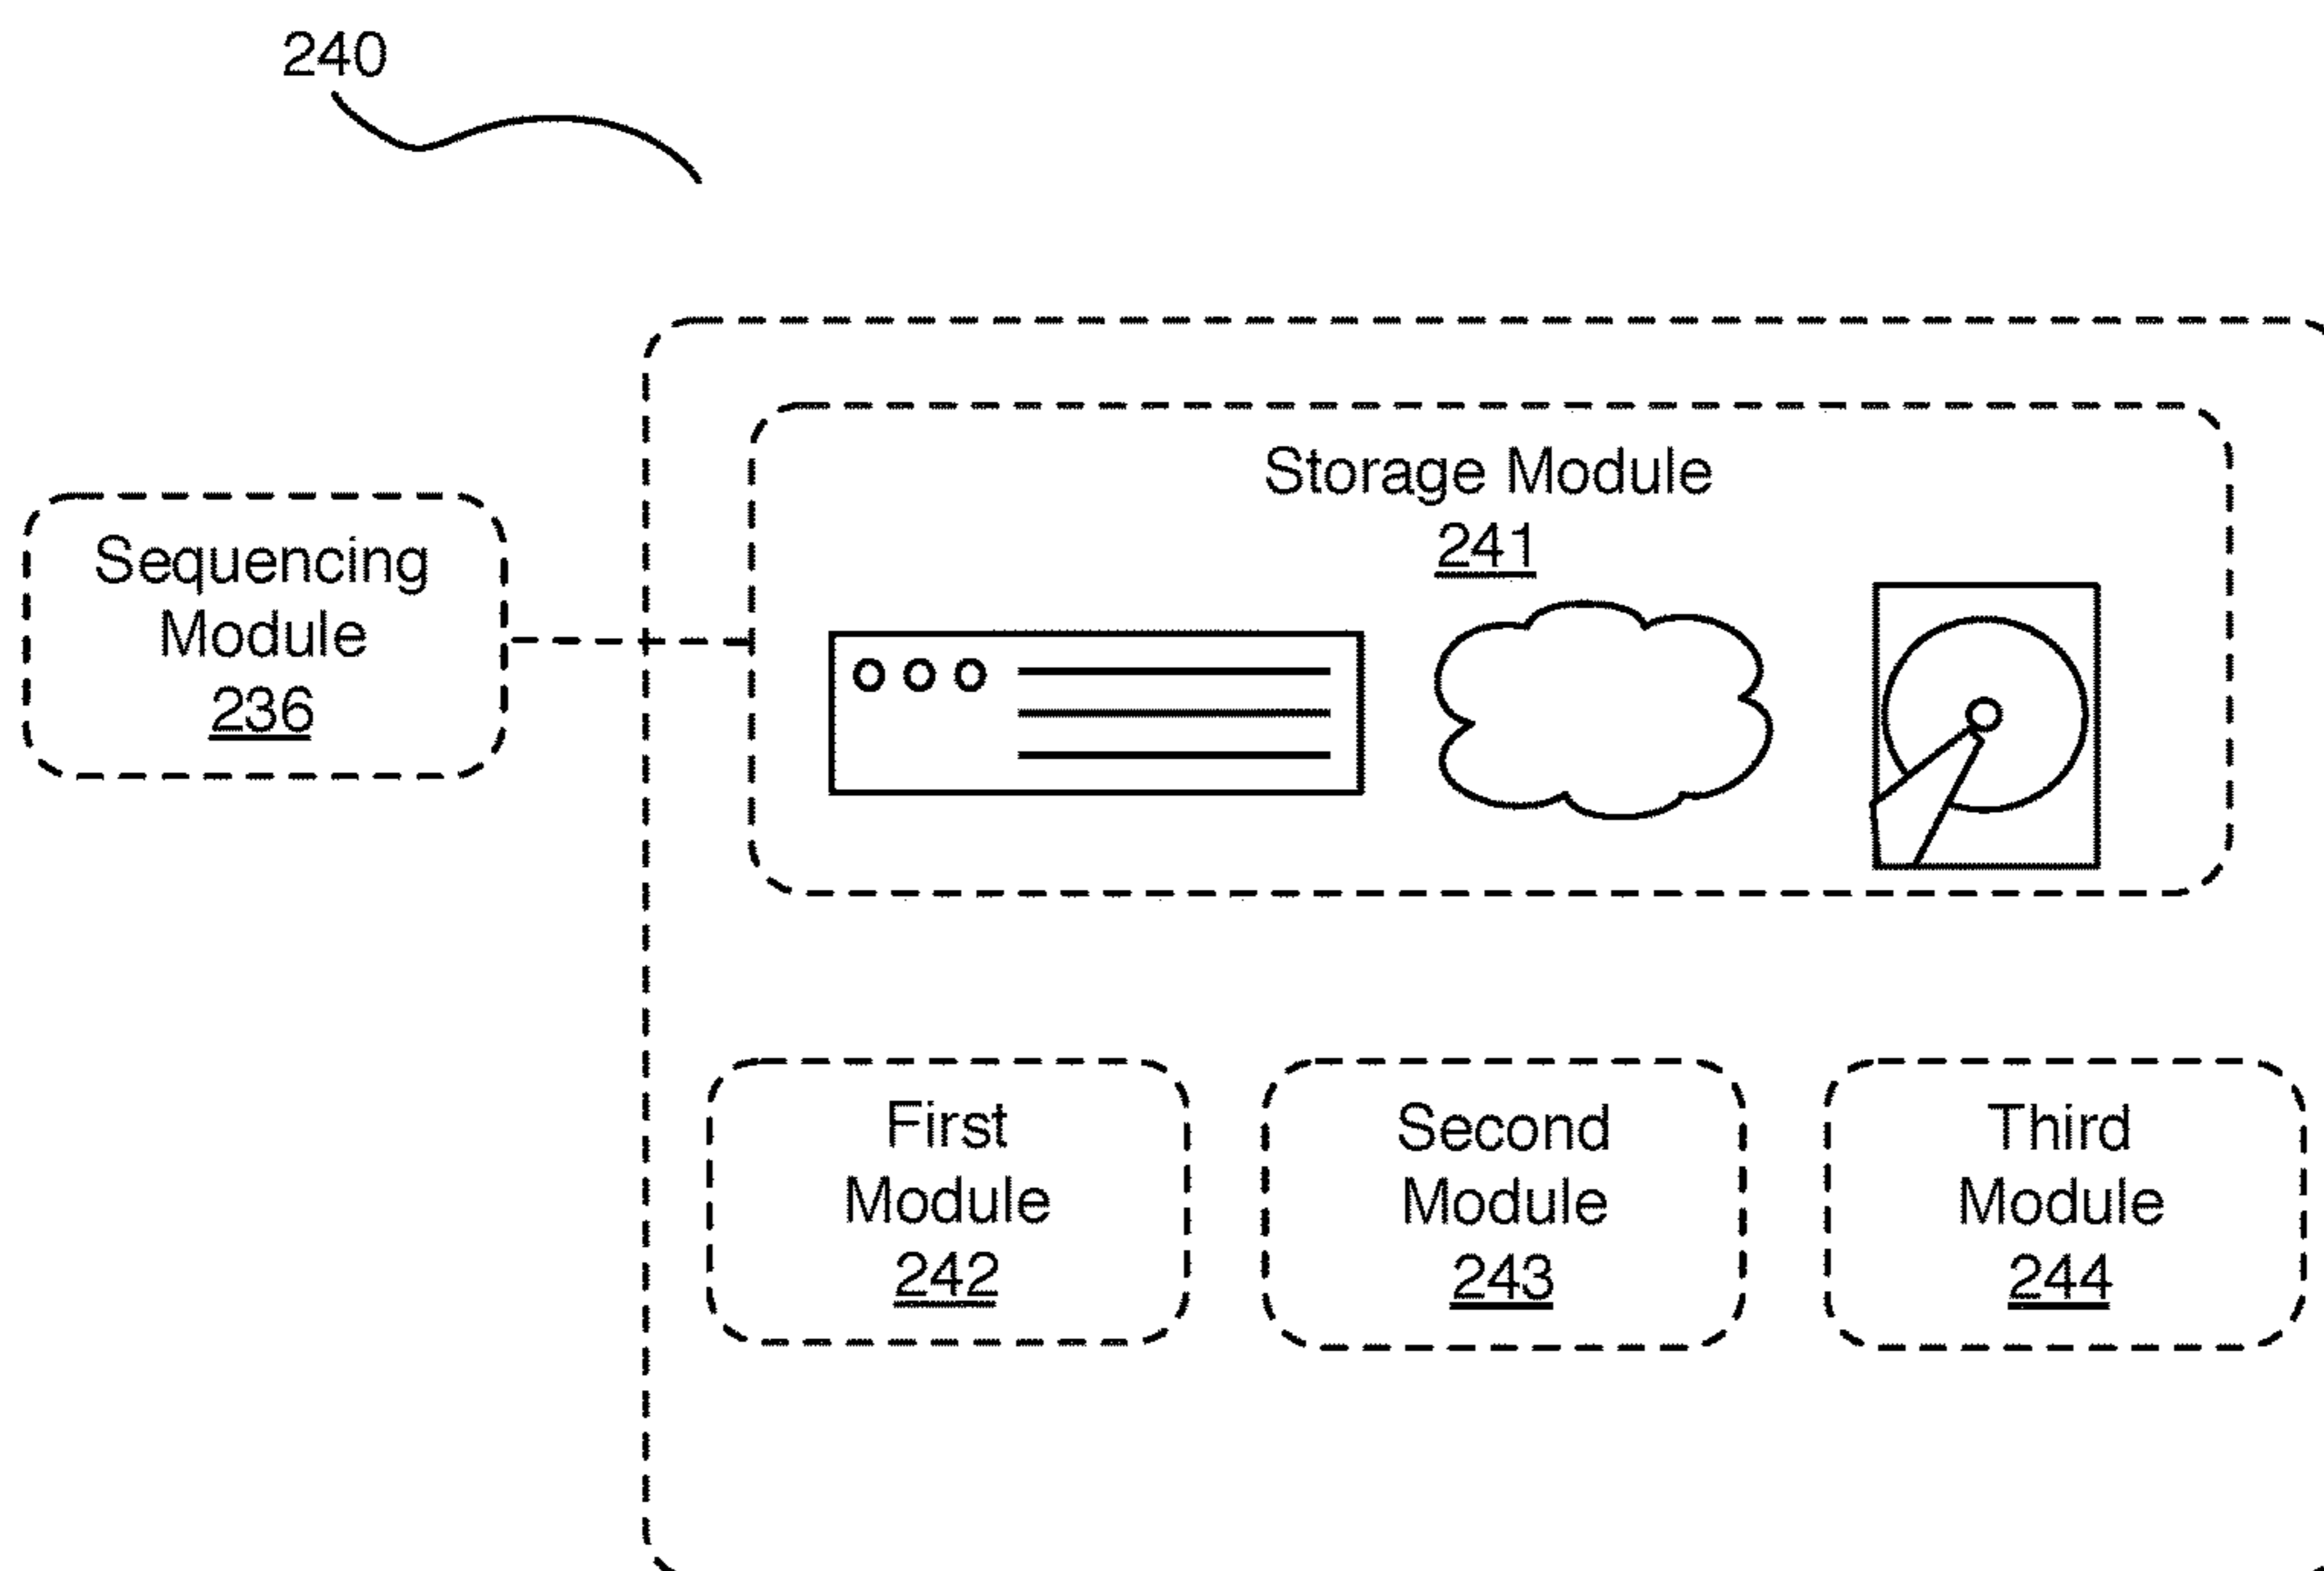 240
Storage Module
241
Sequencing
Module
236
First
Module
242
Second
Module
243
Third
Module
244